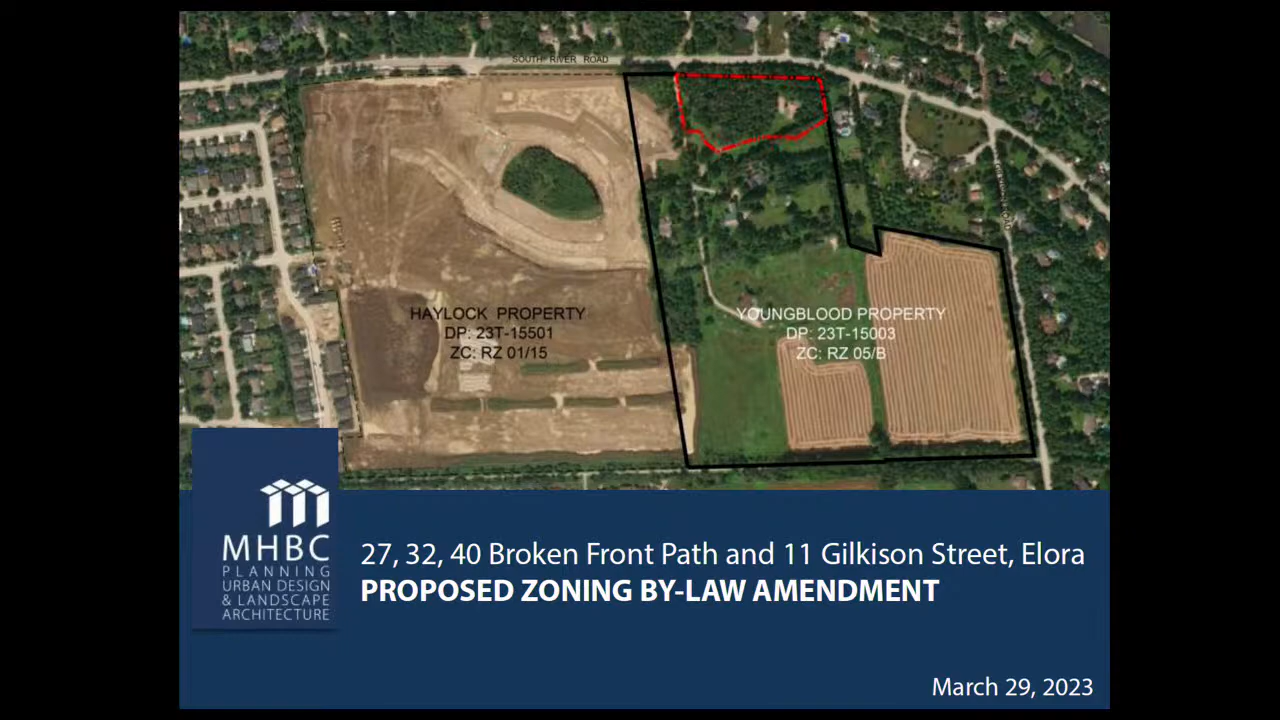 SOUTH RIVER ROAD
HAYLOCK PROPERTY
DP: 23T-15501
ZC: RZ 01/15
YOUNGBLOOD PROPERTY
DP: 23T-15003
ZC: RZ 05/B
MHBC
PLANNING
URBAN DESIGN
& LANDSCAPE
ARCHITECTURE
27, 32, 40 Broken Front Path and 11 Gilkison Street, Elora
PROPOSED ZONING BY-LAW AMENDMENT
March 29, 2023